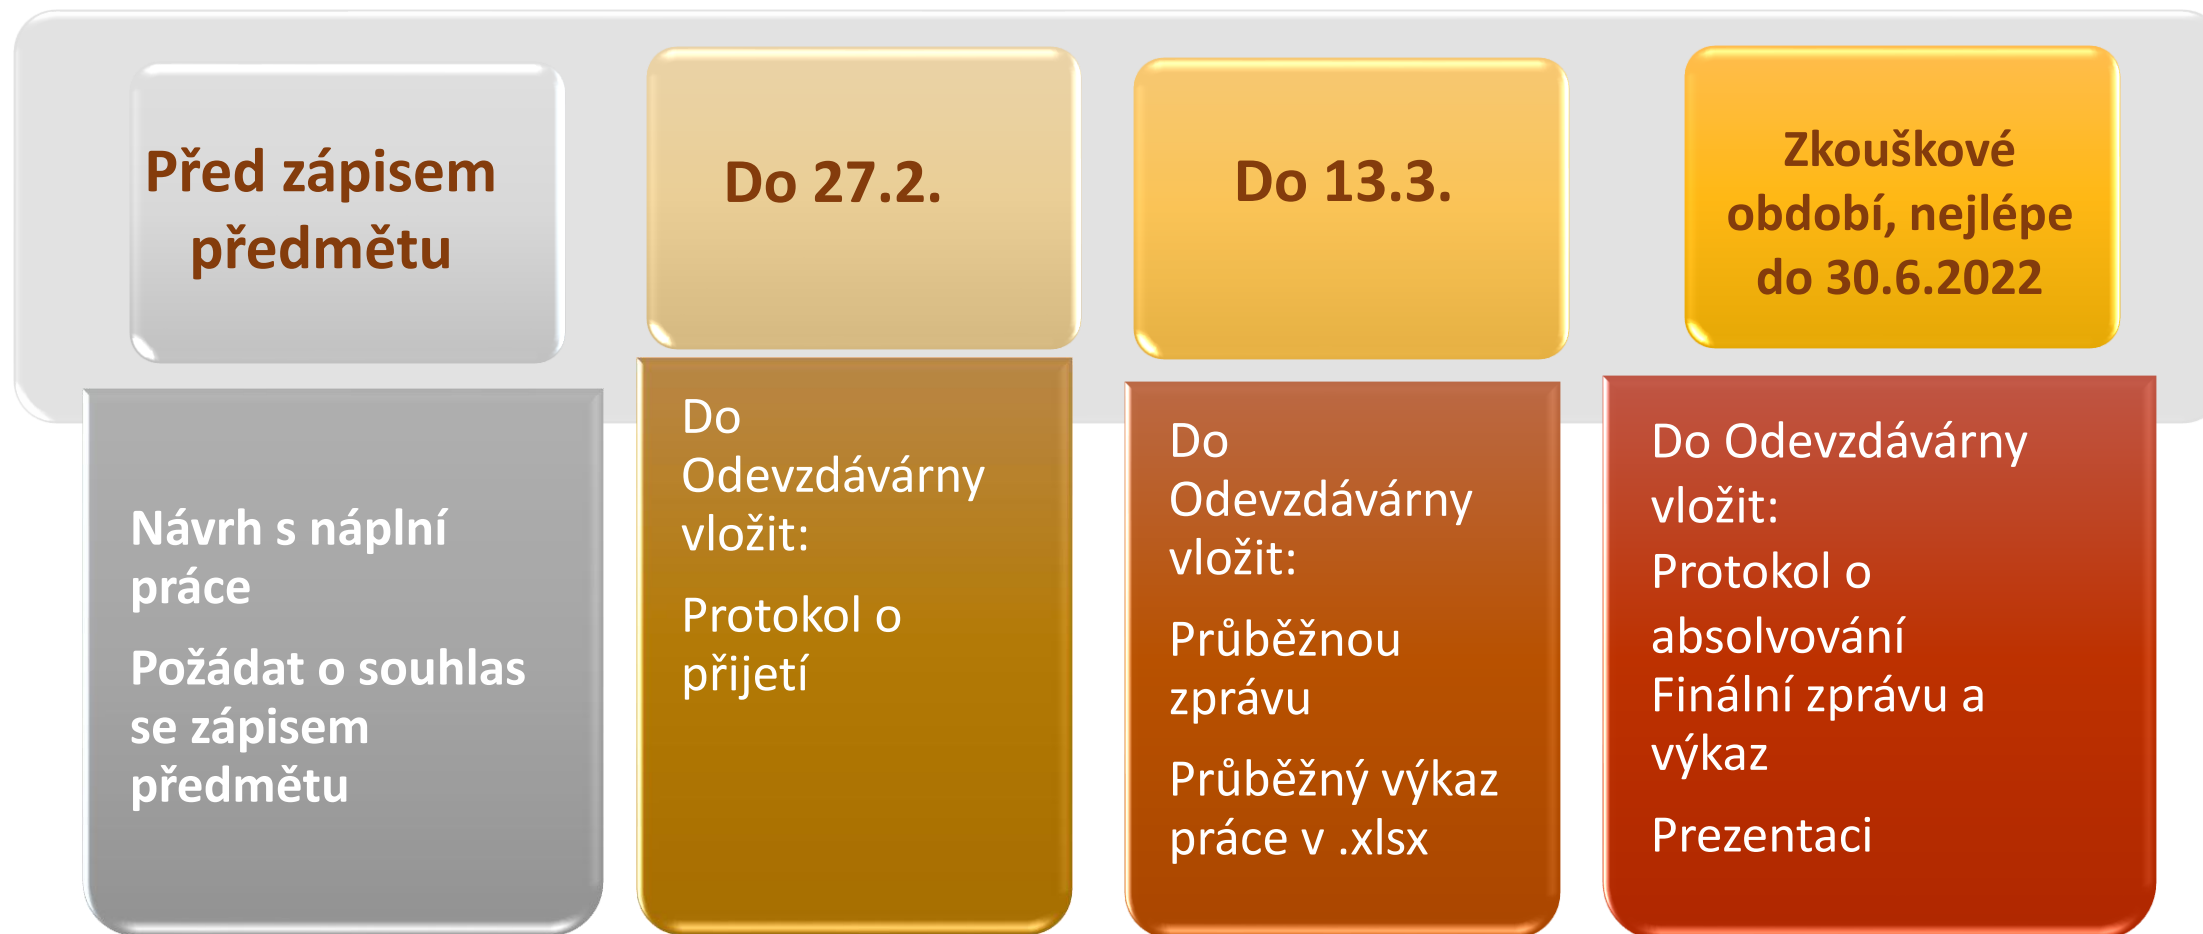 Před zápisem
předmětu
Návrh s náplní
práce
Požádat o souhlas
se zápisem
předmětu
Do 27.2.
Do
Odevzdávárny
vložit:
Protokol o
přijetí
Do 13.3.
Do
Odevzdávárny
vložit:
Průběžnou
zprávu
Průběžný výkaz
práce v .xlsx
Zkouškové
období, nejlépe
do 30.6.2022
Do Odevzdávárny
vložit:
Protokol o
absolvování
Finální zprávu a
výkaz
Prezentaci